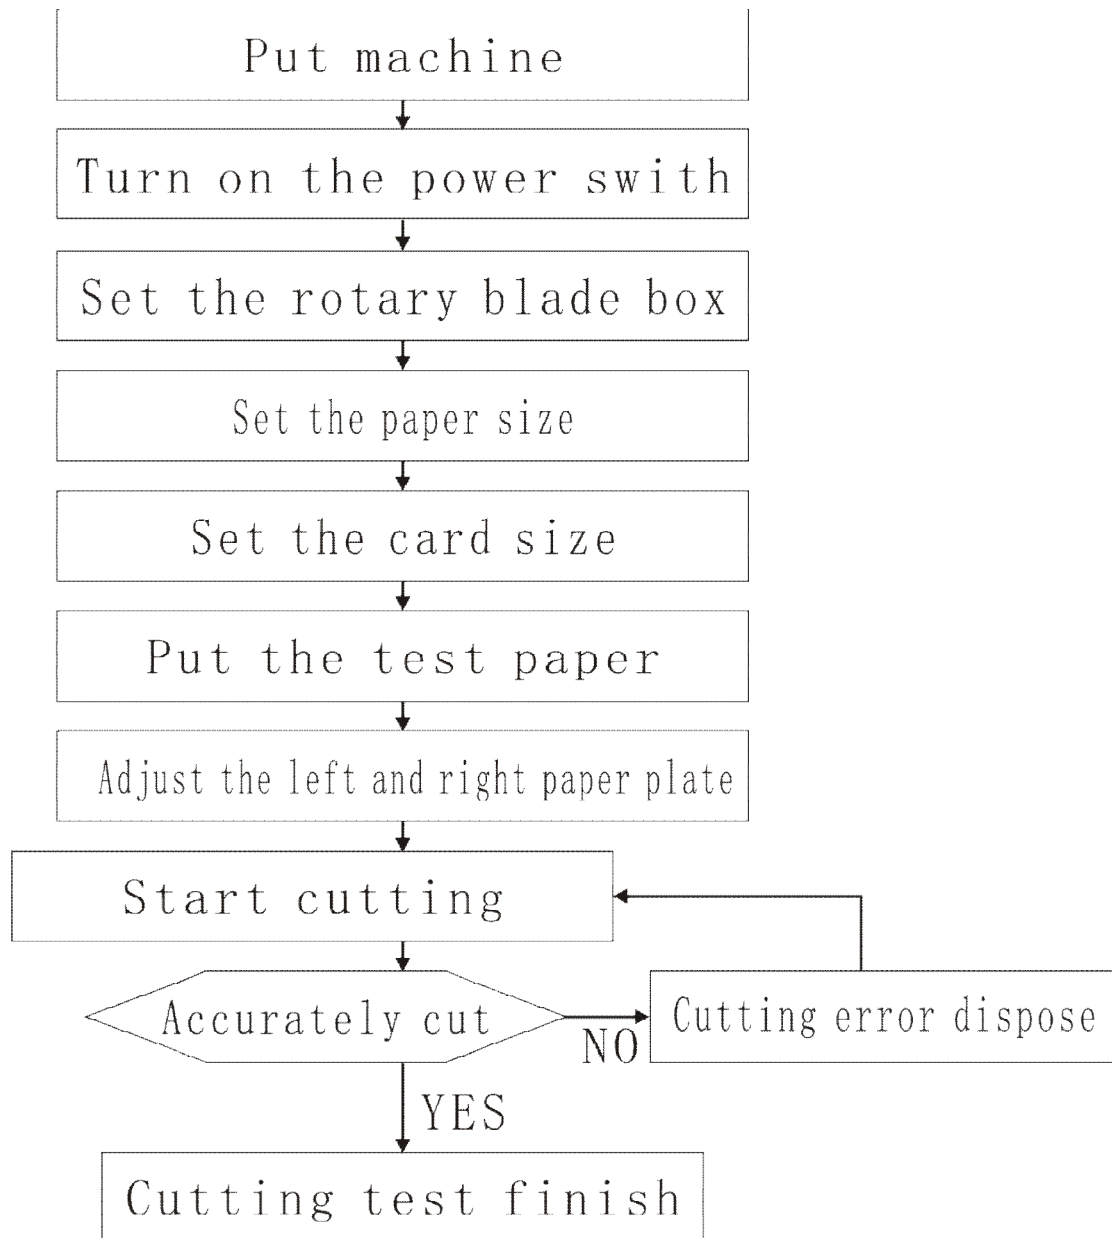 Put machine
Turn on the power swith
Set the rotary blade box
Set the paper size
Set the card size
Put the test paper
Adjust the left and right paper plate
Start cutting
Accurately cut
NO
Cutting error dispose
YES
Cutting test finish